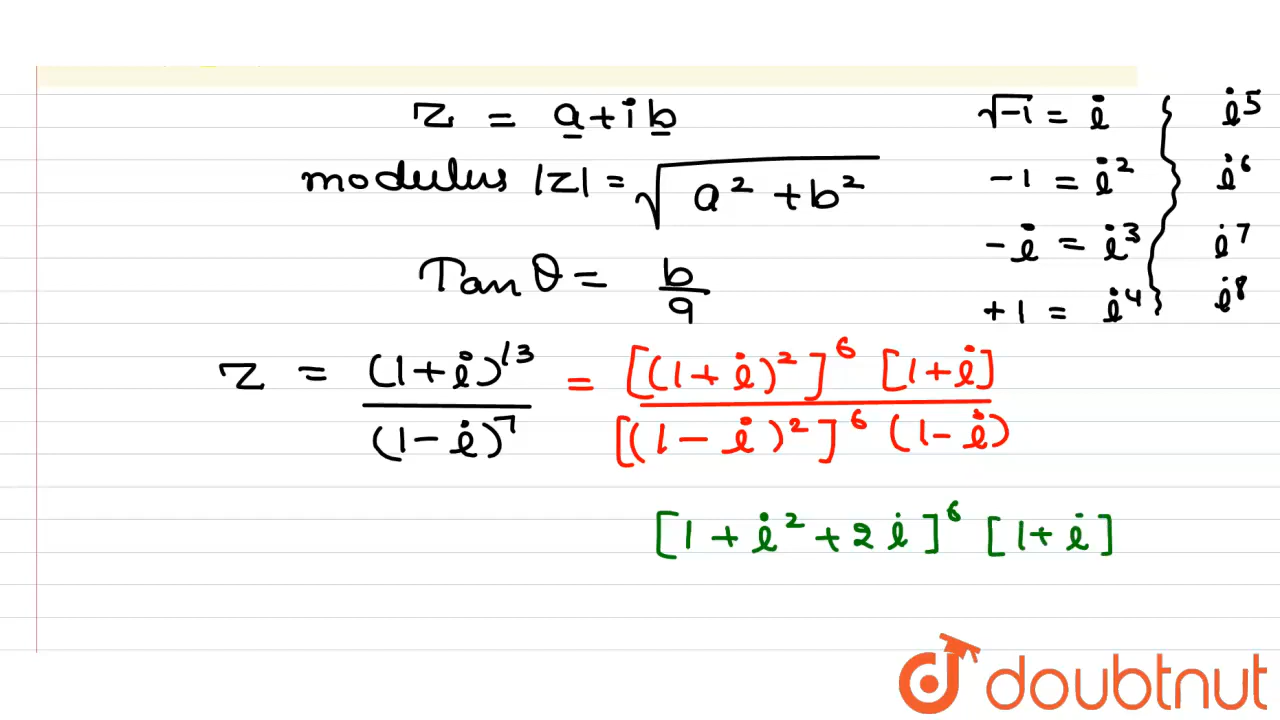 z = a + i b
modulus |z| = √(a² + b²)
Tan θ = b/a
√-1 = i
-1 = i²
-i = i³
+1 = i⁴
i⁵
i⁶
i⁷
i⁸
z = (1+i)¹³/(1-i)⁷ = [(1+i)²]⁶ [1+i]/[(1-i)²]⁶ (1-i)
[1 + i² + 2i]⁶ [1+i]
doubtnut